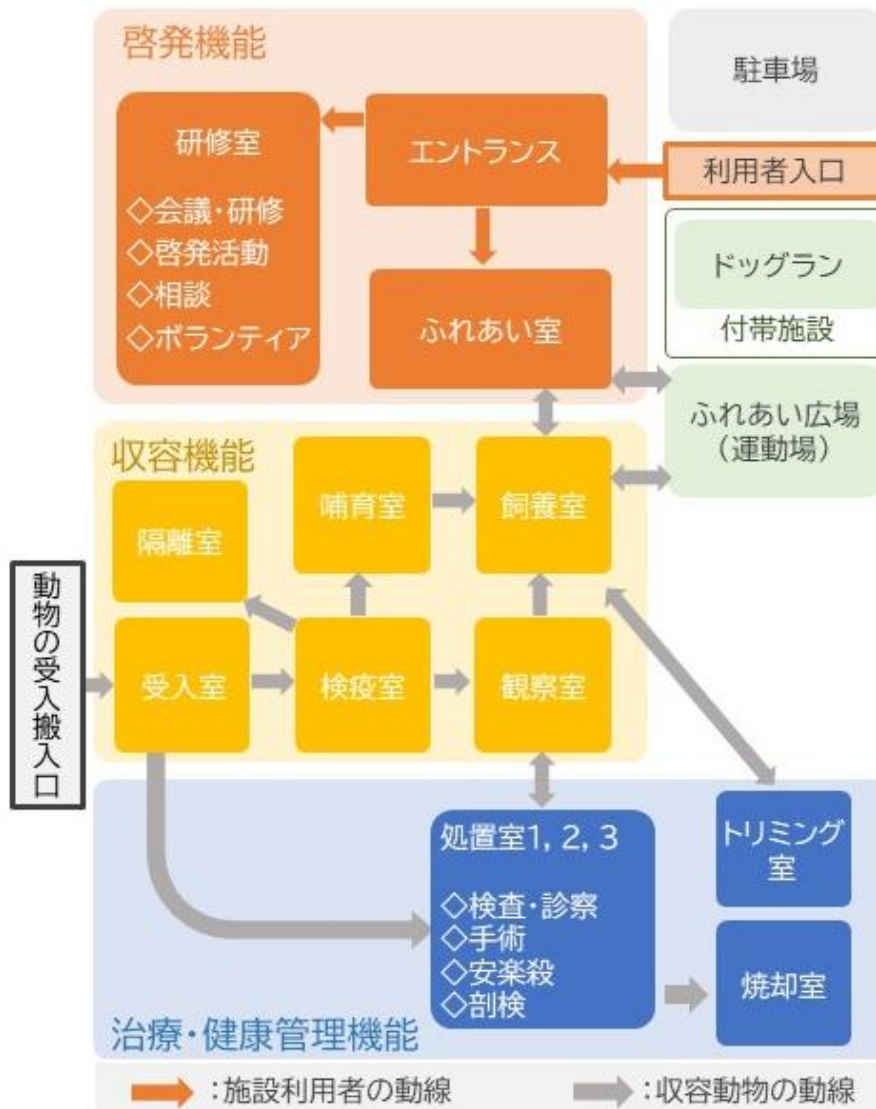 啓発機能
駐車場
研修室
◇会議・研修
◇啓発活動
◇相談
◇ボランティア
エントランス
利用者入口
ドッグラン
付帯施設
ふれあい室
ふれあい広場
（運動場）
収容機能
隔離室
哺育室
飼養室
動物の受入搬入口
受入室
検疫室
観察室
処置室1, 2, 3
◇検査・診察
◇手術
◇安楽殺
◇剖検
トリミング
室
焼却室
治療・健康管理機能
：施設利用者の動線
：収容動物の動線